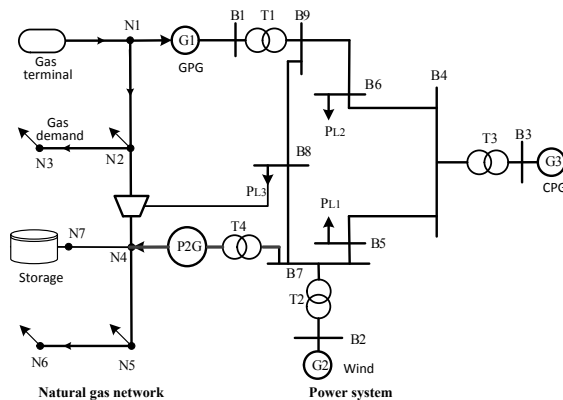 N1
B1
T1
B9
G1
GPG
Gas
terminal
B6
B4
PL2
Gas
demand
N3
N2
B8
T3
B3
G3
CPG
PL3
PL1
N7
T4
P2G
N4
B5
Storage
B7
T2
B2
N6
N5
G2
Wind
Natural gas network
Power system